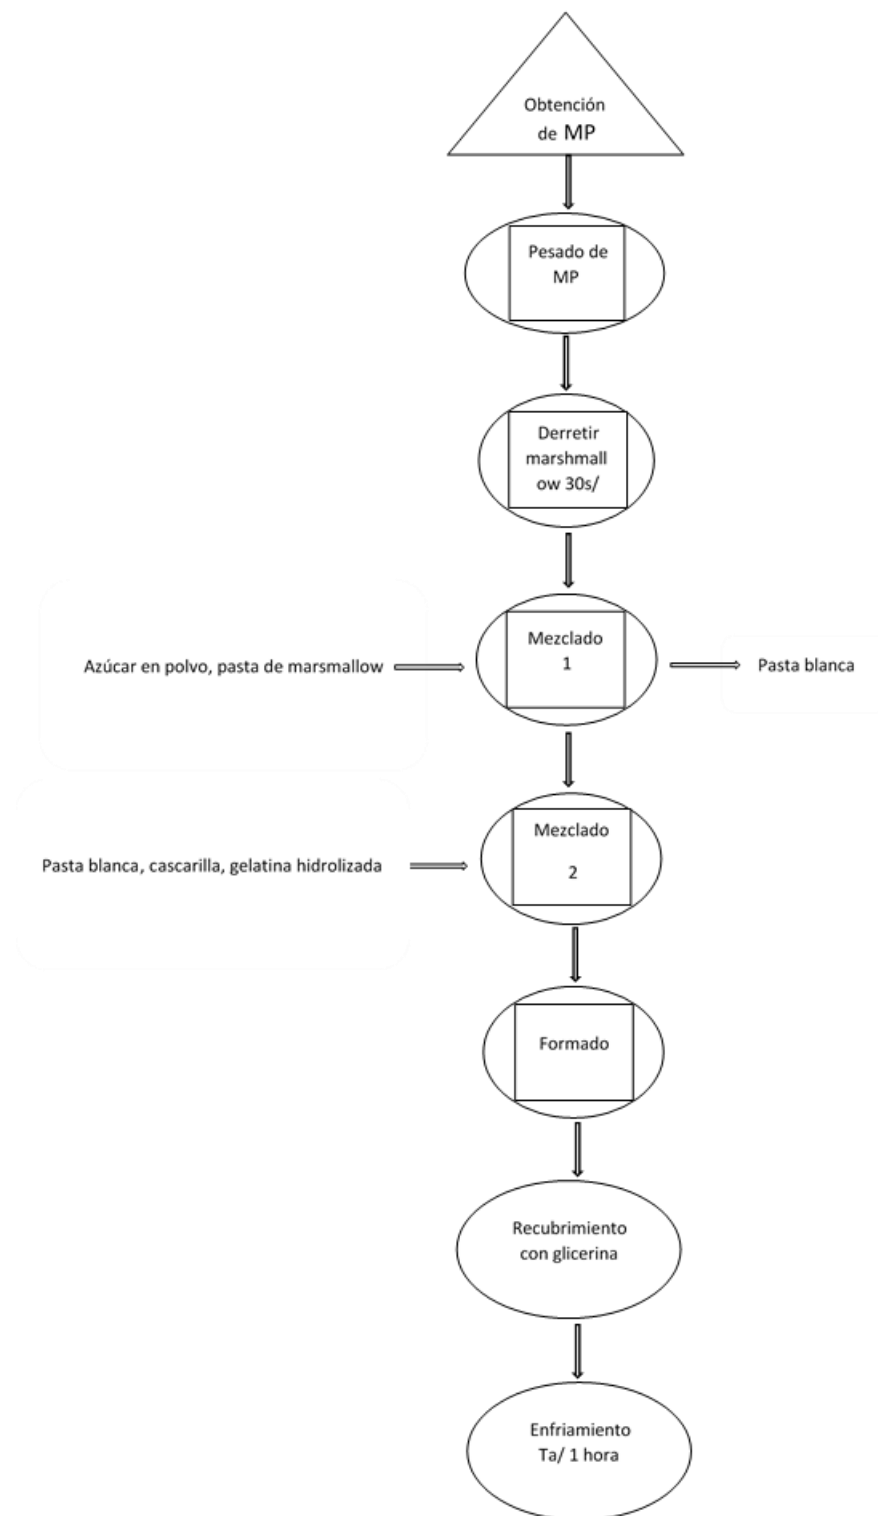 Obtención
de MP
Pesado de
MP
Derretir
marshmall
ow 30s/
Azúcar en polvo, pasta de marsmallow
Mezclado
1
Pasta blanca
Pasta blanca, cascarilla, gelatina hidrolizada
Mezclado
2
Formado
Recubrimiento
con glicerina
Enfriamiento
Ta/ 1 hora